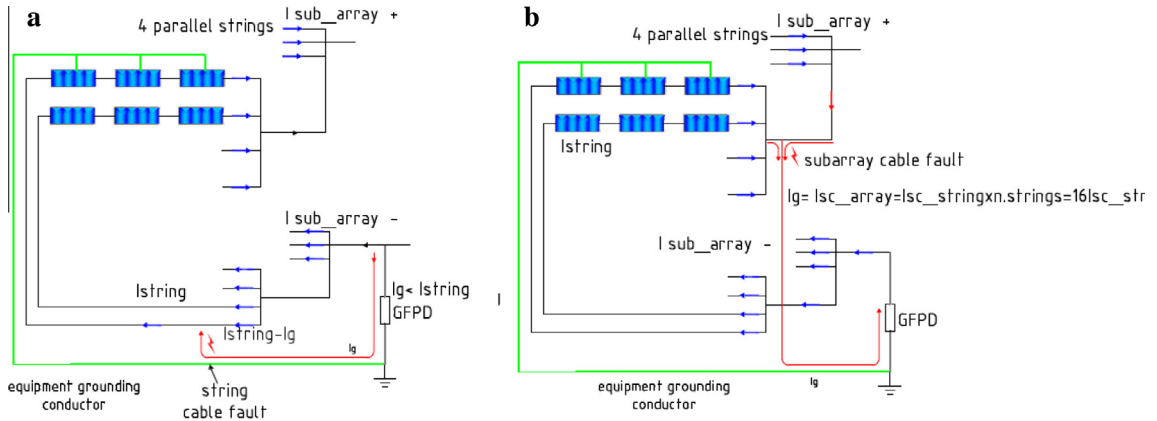 a
I sub__array +
4 parallel strings
I sub__array -
Istring
Ig< Istring
GFPD
Istring-Ig
Ig
equipment grounding
conductor
string
cable fault
b
I sub__array +
4 parallel strings
Istring
subarray cable fault
Ig= Isc__array=Isc__stringxn.strings=16Isc__str
I sub__array -
I
GFPD
Ig
equipment grounding
conductor